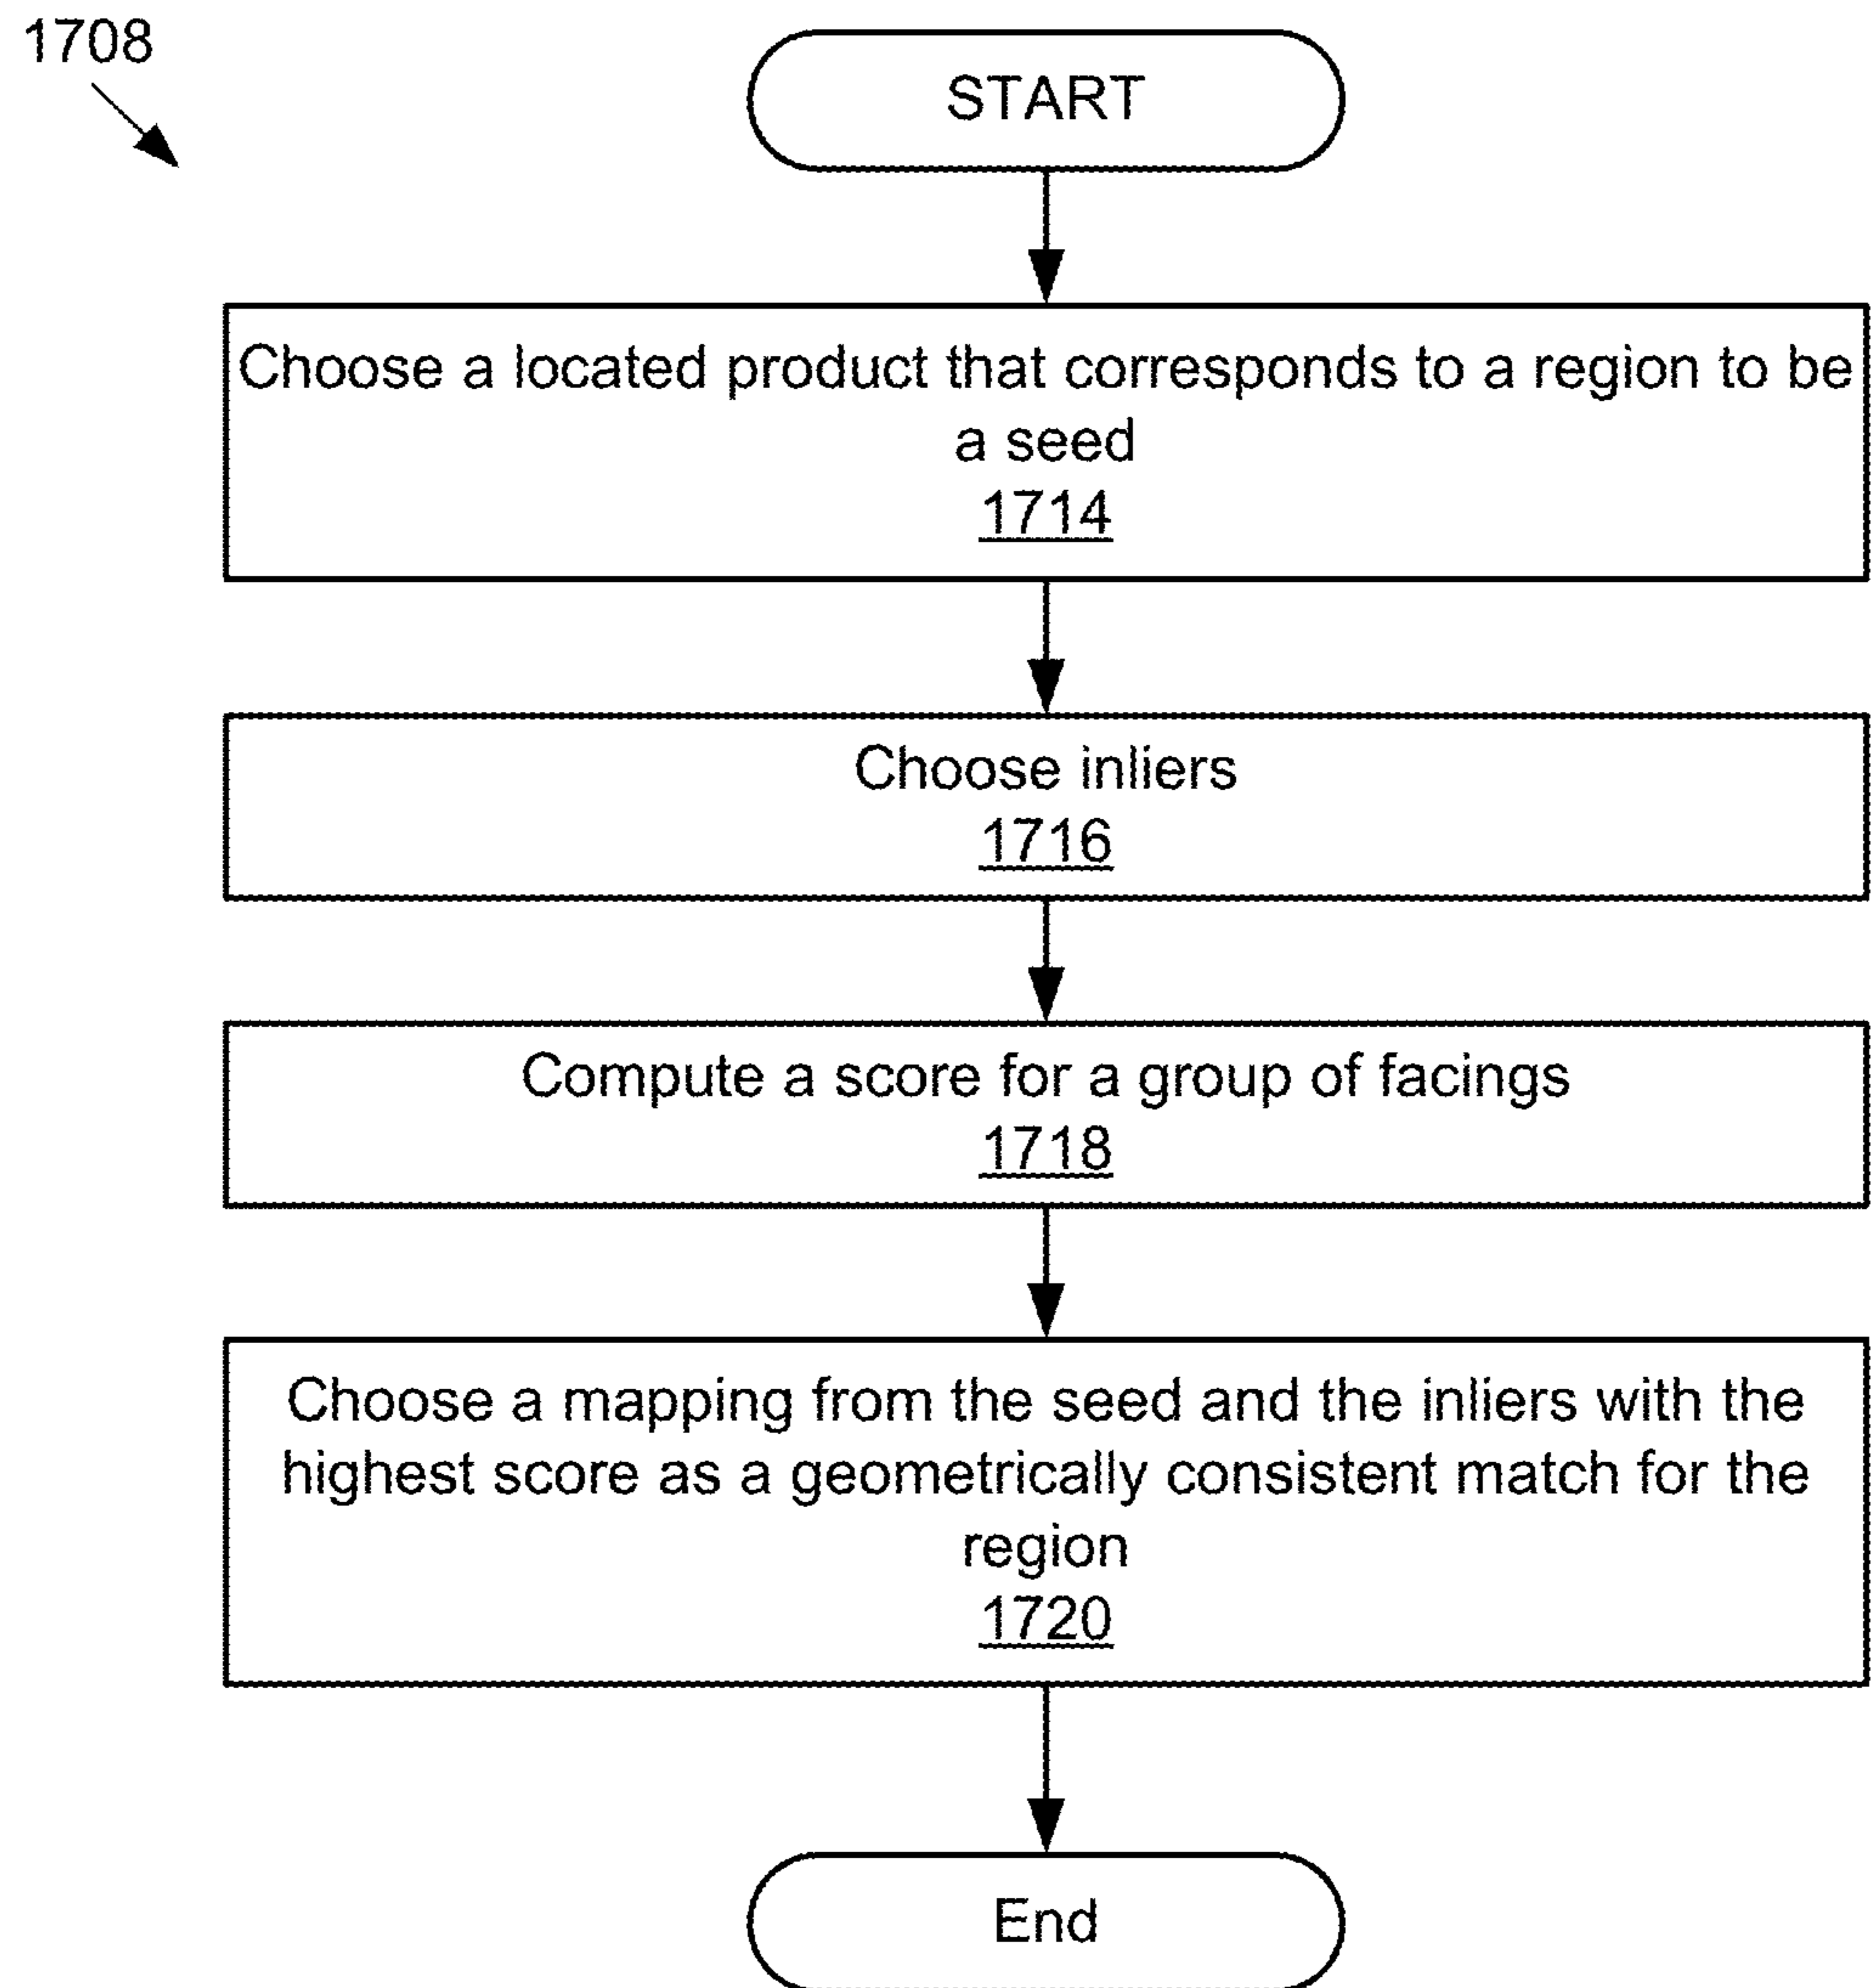 1708
START
Choose a located product that corresponds to a region to be
a seed
1714
Choose inliers
1716
Compute a score for a group of facings
1718
Choose a mapping from the seed and the inliers with the
highest score as a geometrically consistent match for the
region
1720
End